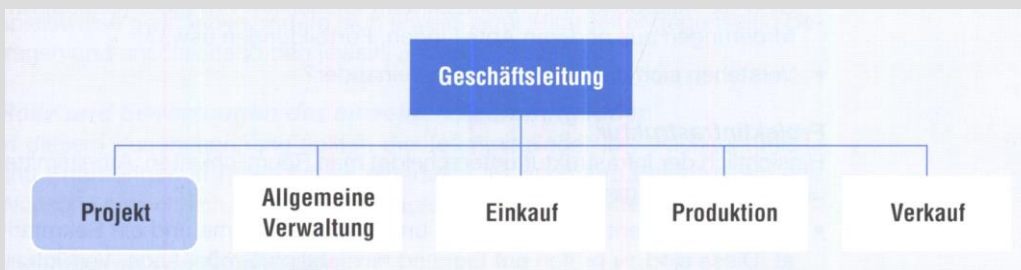 Geschäftsleitung
Projekt
Allgemeine
Verwaltung
Einkauf
Produktion
Verkauf